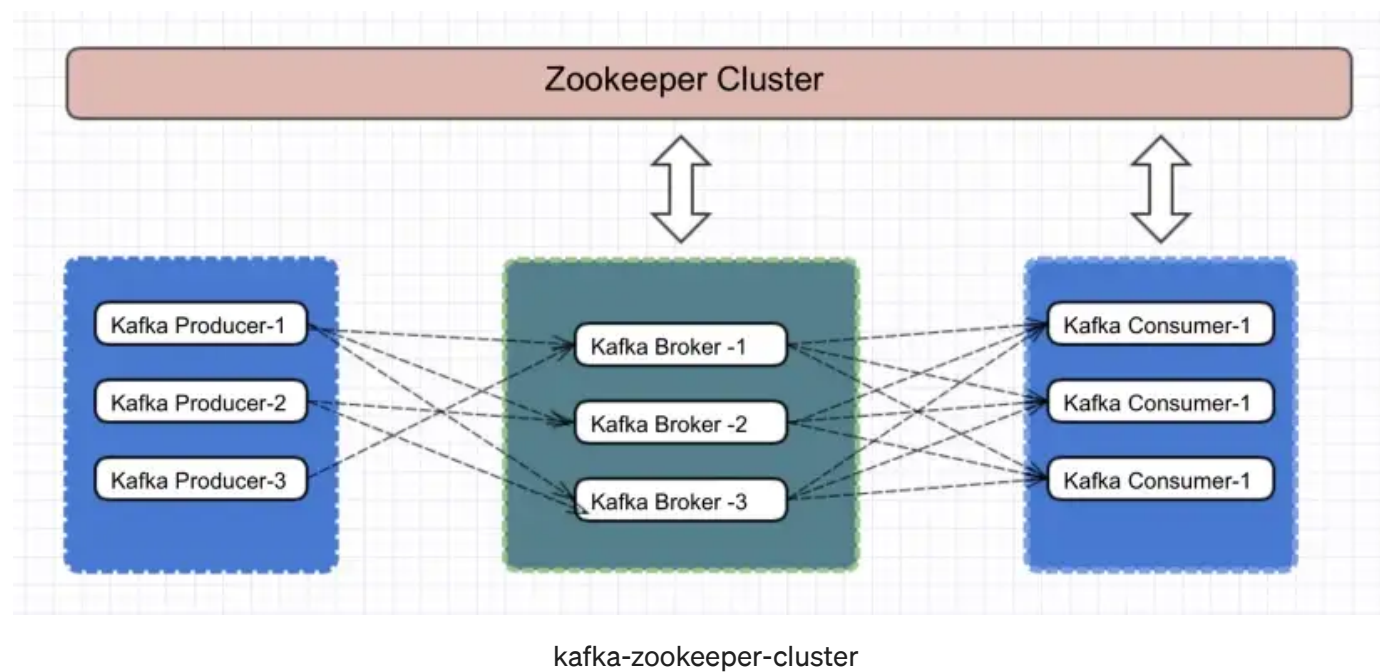 Zookeeper Cluster
Kafka Producer-1
Kafka Producer-2
Kafka Producer-3
Kafka Broker -1
Kafka Broker -2
Kafka Broker -3
Kafka Consumer-1
Kafka Consumer-1
Kafka Consumer-1
kafka-zookeeper-cluster